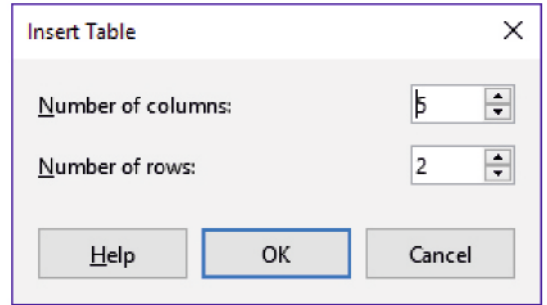 Insert Table
Number of columns: 5
Number of rows: 2
Help OK Cancel